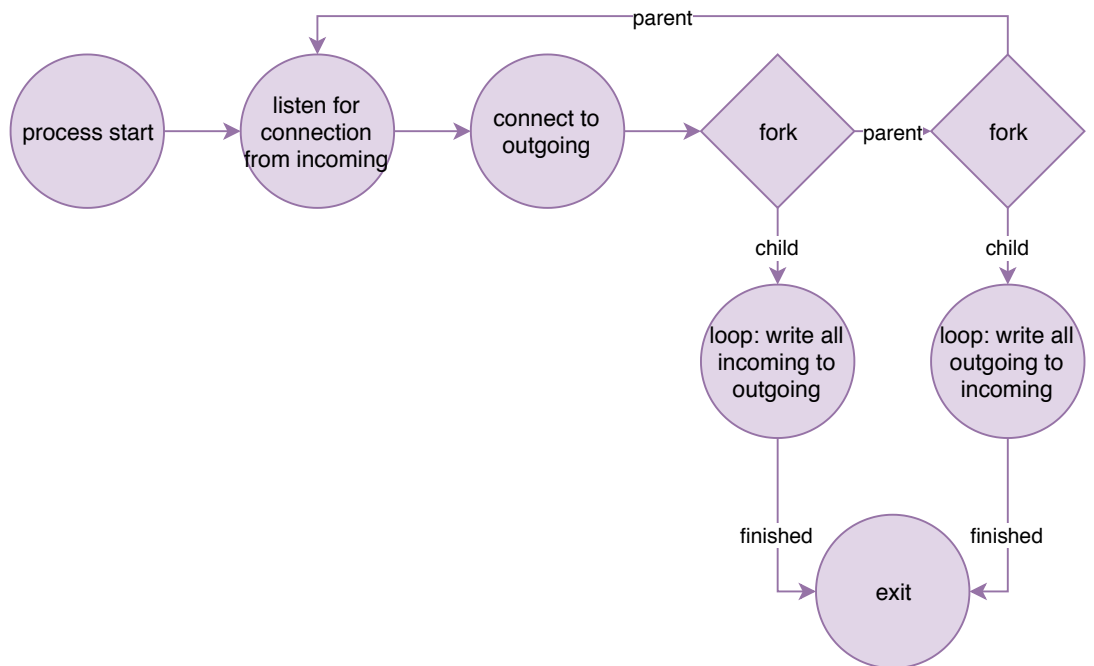 parent
process start
listen for
connection
from incoming
connect to
outgoing
fork
parent
fork
child
child
loop: write all
incoming to
outgoing
loop: write all
outgoing to
incoming
finished
finished
exit